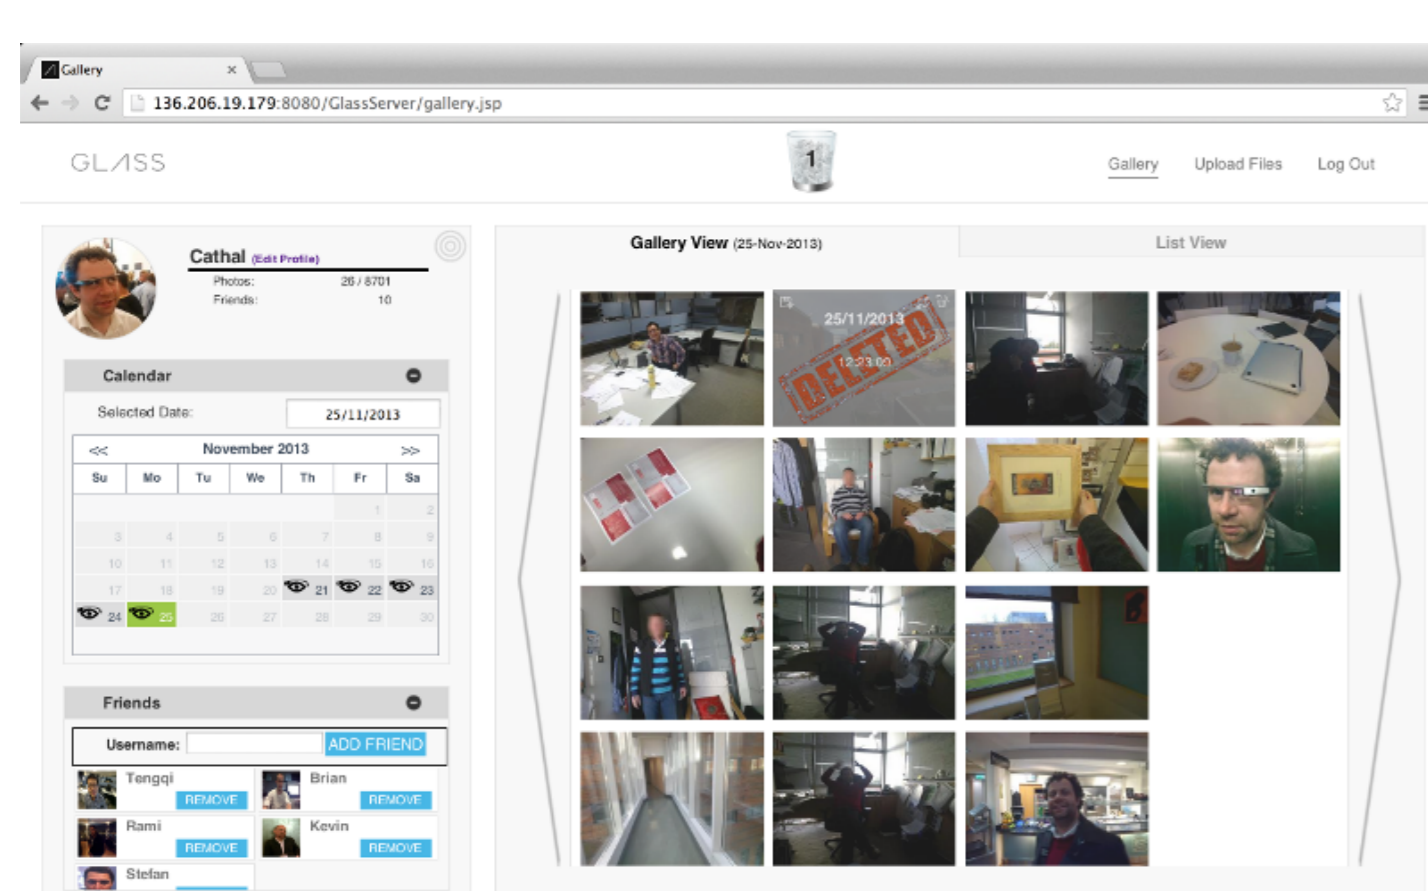 Gallery ×
136.206.19.179:8080/GlassServer/gallery.jsp
GLASS
1
Gallery Upload Files Log Out
Cathal (Edit Profile)
Photos: 26 / 8701
Friends: 10
Calendar
Selected Date: 25/11/2013
<< November 2013 >>
Su Mo Tu We Th Fr Sa
1 2
3 4 5 6 7 8 9
10 11 12 13 14 15 16
17 18 19 20 21 22 23
24 25 26 27 28 29 30
Friends
Username: ADD FRIEND
Tengqi Brian
REMOVE REMOVE
Rami Kevin
REMOVE REMOVE
Stefan
Gallery View (25-Nov-2013) List View
25/11/2013
12:23:09
DELETED